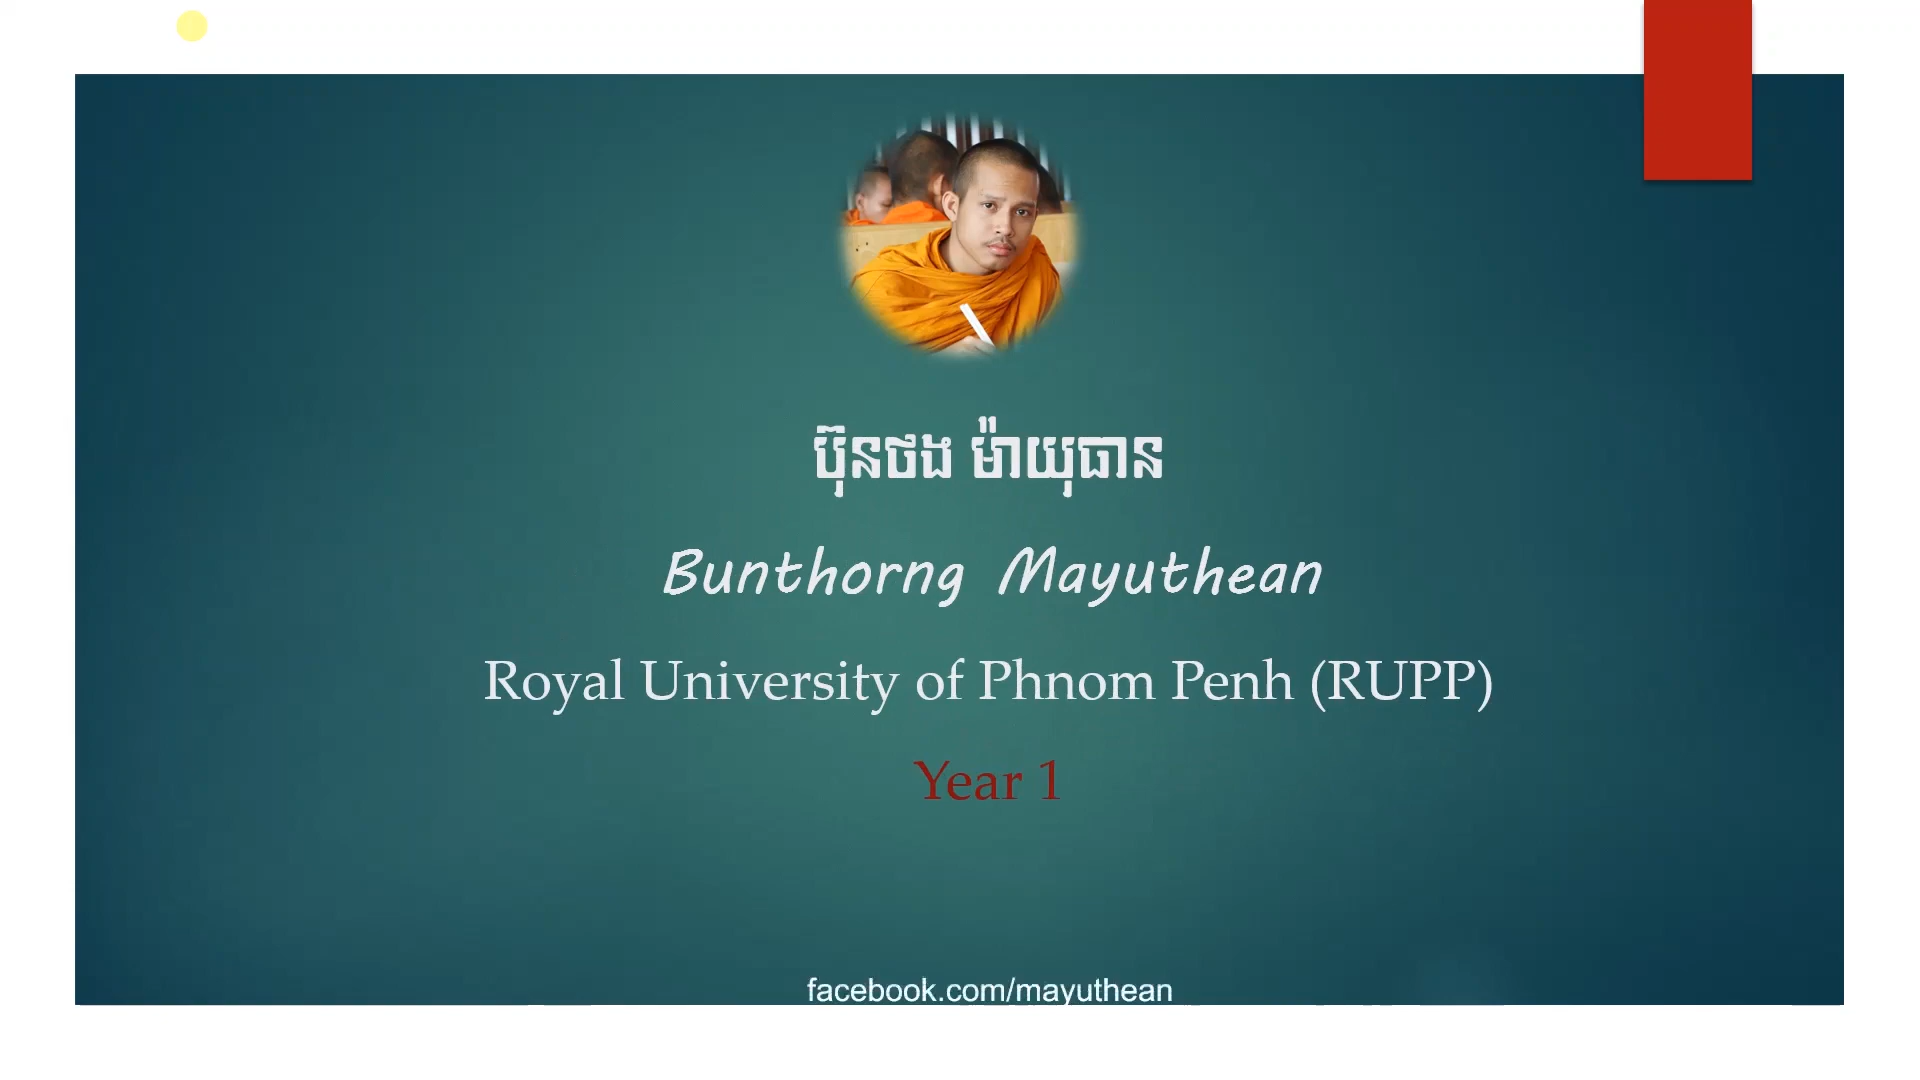 ប៊ុនថង ម៉ាយុធាន
Bunthorng Mayuthean
Royal University of Phnom Penh (RUPP)
Year 1
facebook.com/mayuthean